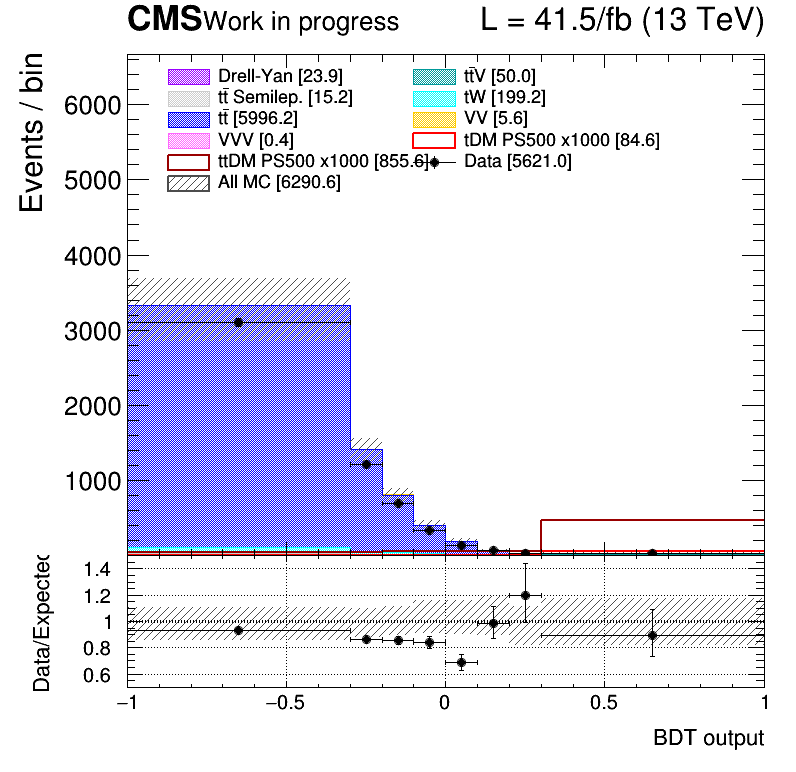 CMS Work in progress L = 41.5/fb (13 TeV)
Events / bin
Drell-Yan [23.9] tt̄V [50.0]
tt̄ Semilep. [15.2] tW [199.2]
tt̄ [5996.2] VV [5.6]
VVV [0.4] tDM PS500 x1000 [84.6]
ttDM PS500 x1000 [855.6] Data [5621.0]
All MC [6290.6]
6000
5000
4000
3000
2000
1000
Data/Expected
1.4
1.2
1
0.8
0.6
−1 −0.5 0 0.5 1
BDT output